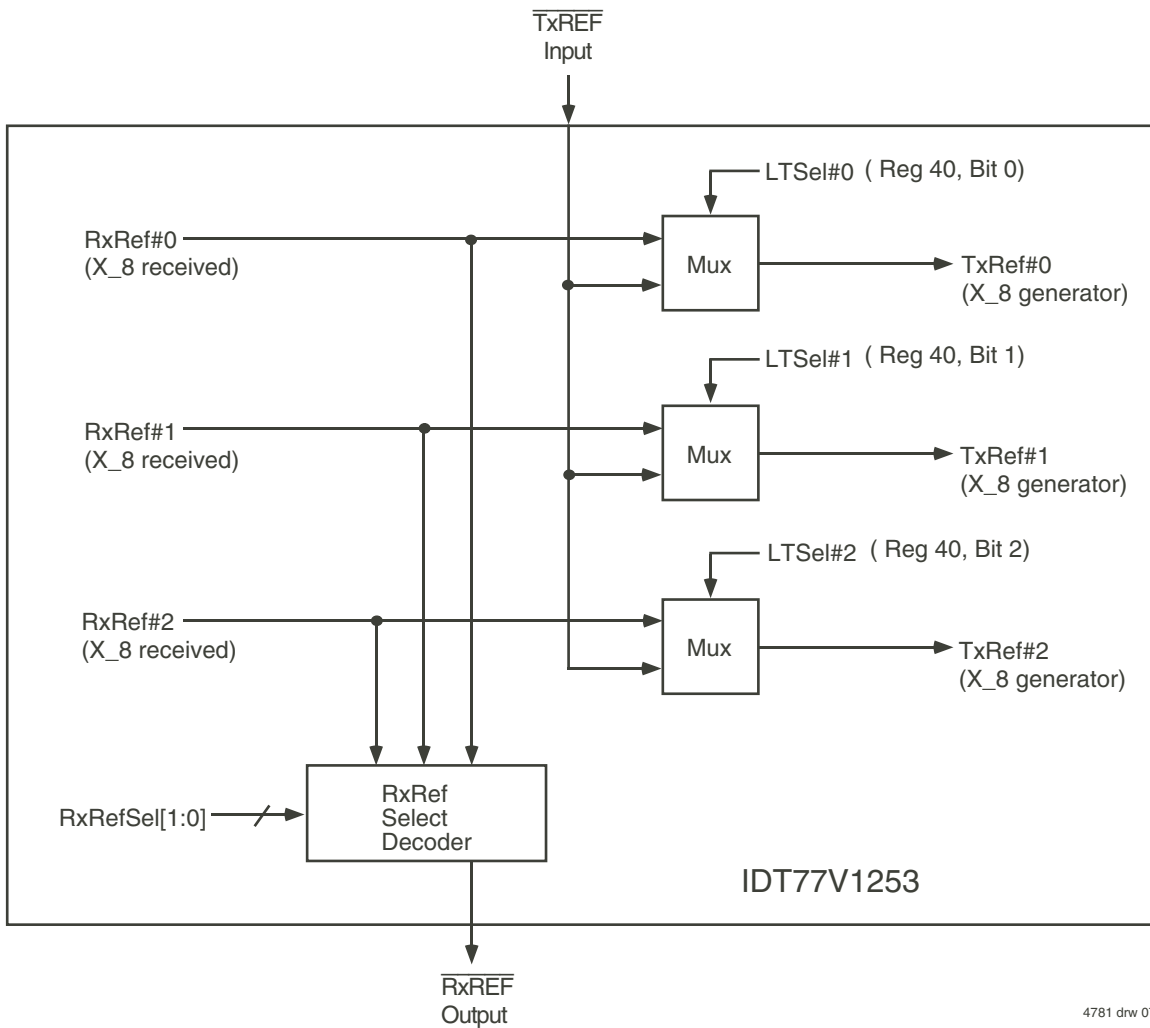 TxREF
Input
LTSel#0 ( Reg 40, Bit 0)
RxRef#0
(X_8 received)
Mux
TxRef#0
(X_8 generator)
LTSel#1 ( Reg 40, Bit 1)
RxRef#1
(X_8 received)
Mux
TxRef#1
(X_8 generator)
LTSel#2 ( Reg 40, Bit 2)
RxRef#2
(X_8 received)
Mux
TxRef#2
(X_8 generator)
RxRefSel[1:0]
RxRef
Select
Decoder
IDT77V1253
RxREF
Output
4781 drw